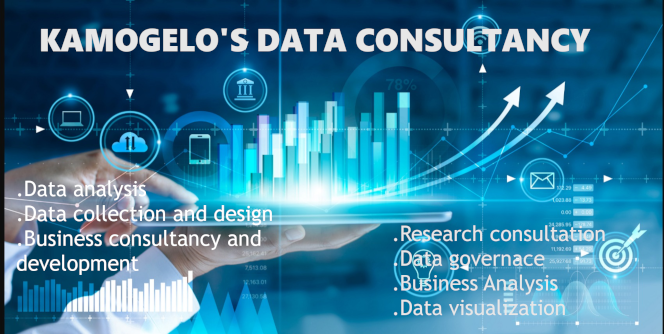 KAMOGELO'S DATA CONSULTANCY
78%
.Data analysis
.Data collection and design
.Business consultancy and
development
.Research consultation
.Data governace
.Business Analysis
.Data visualization